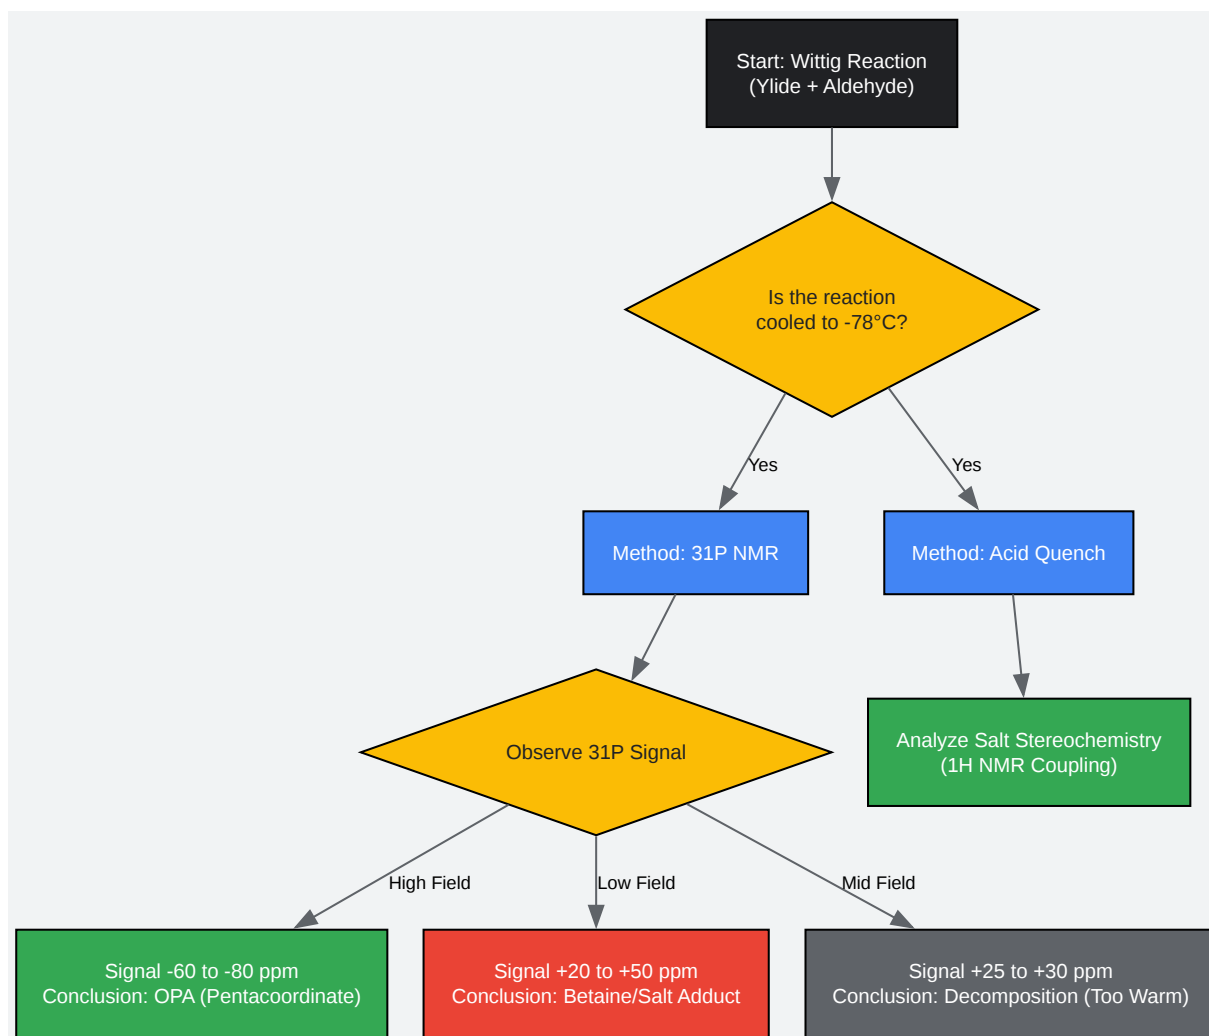 Start: Wittig Reaction
(Ylide + Aldehyde)
Is the reaction
cooled to -78°C?
Yes
Yes
Method: 31P NMR
Method: Acid Quench
Observe 31P Signal
Analyze Salt Stereochemistry
(1H NMR Coupling)
High Field
Low Field
Mid Field
Signal -60 to -80 ppm
Conclusion: OPA (Pentacoordinate)
Signal +20 to +50 ppm
Conclusion: Betaine/Salt Adduct
Signal +25 to +30 ppm
Conclusion: Decomposition (Too Warm)